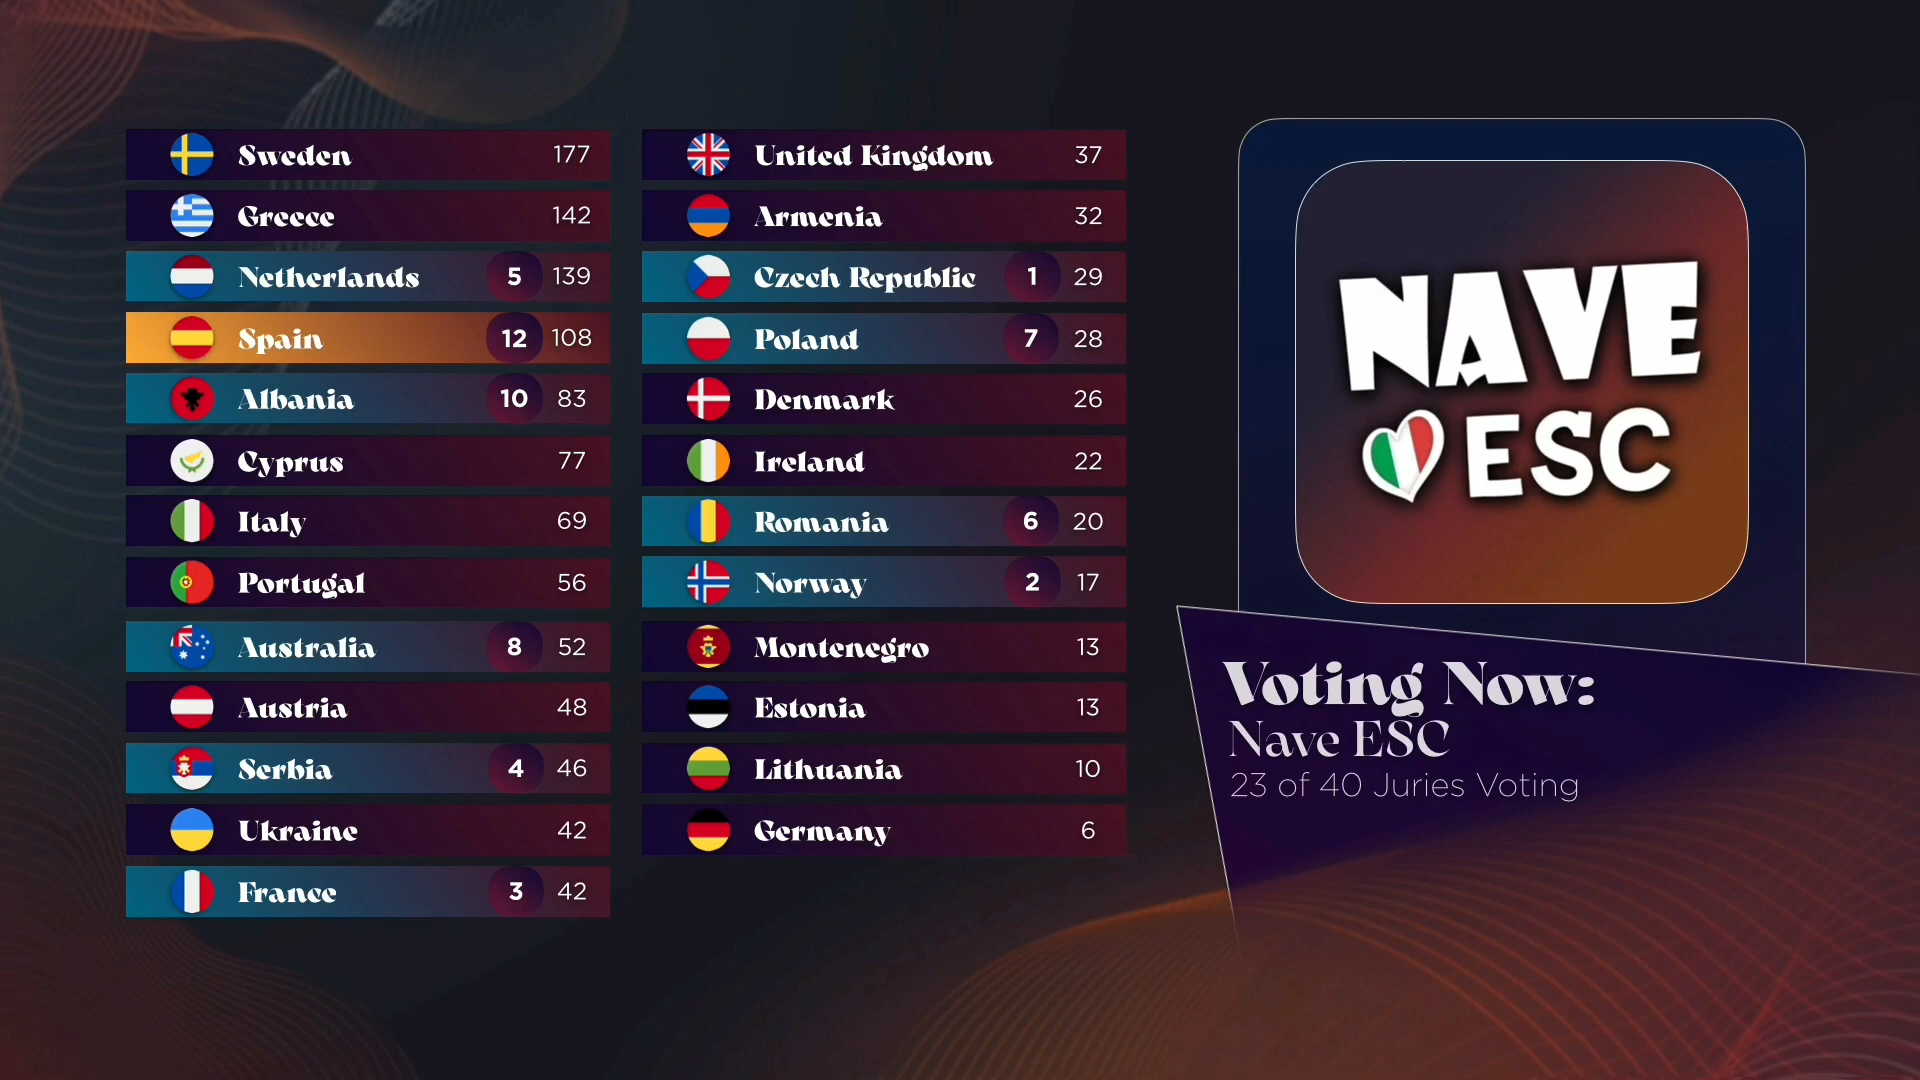 Sweden 177
Greece 142
Netherlands 5 139
Spain 12 108
Albania 10 83
Cyprus 77
Italy 69
Portugal 56
Australia 8 52
Austria 48
Serbia 4 46
Ukraine 42
France 3 42
United Kingdom 37
Armenia 32
Czech Republic 1 29
Poland 7 28
Denmark 26
Ireland 22
Romania 6 20
Norway 2 17
Montenegro 13
Estonia 13
Lithuania 10
Germany 6
NAVE
ESC
Voting Now:
Nave ESC
23 of 40 Juries Voting